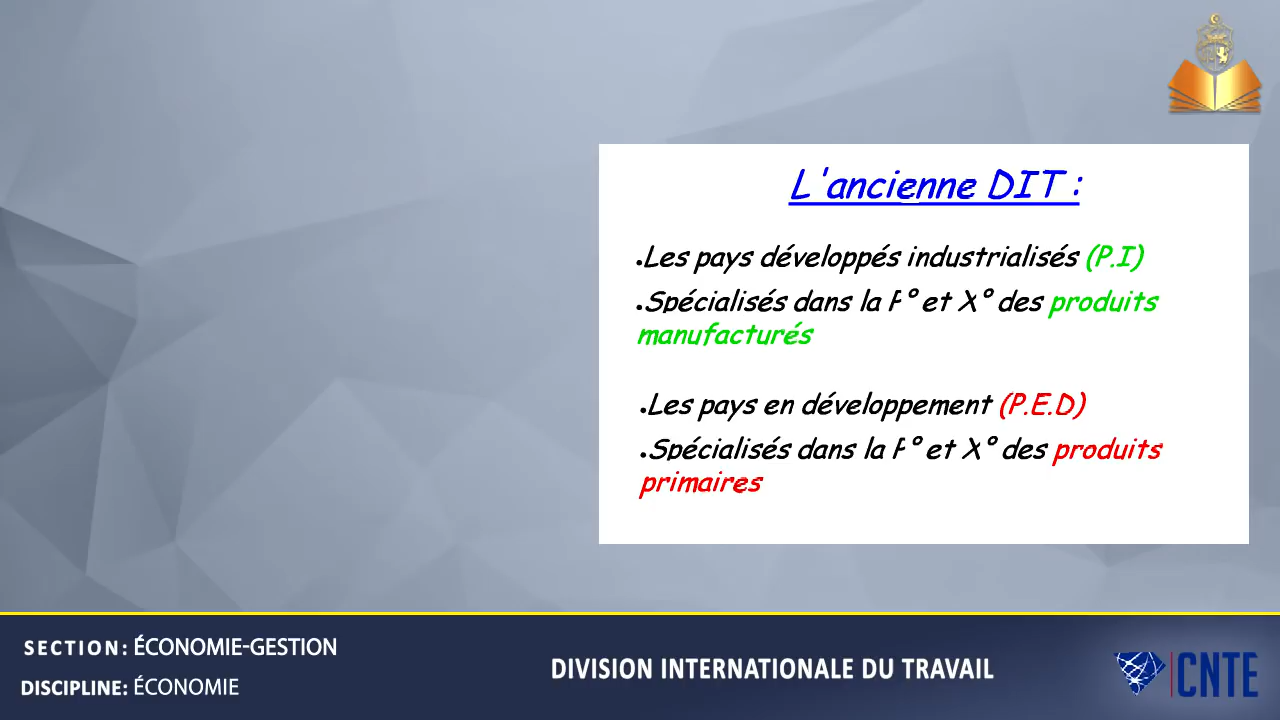 L'ancienne DIT :
•Les pays développés industrialisés (P.I)
•Spécialisés dans la P° et X° des produits
manufacturés
•Les pays en développement (P.E.D)
•Spécialisés dans la P° et X° des produits
primaires
SECTION: ÉCONOMIE-GESTION
DISCIPLINE: ÉCONOMIE
DIVISION INTERNATIONALE DU TRAVAIL
CNTE